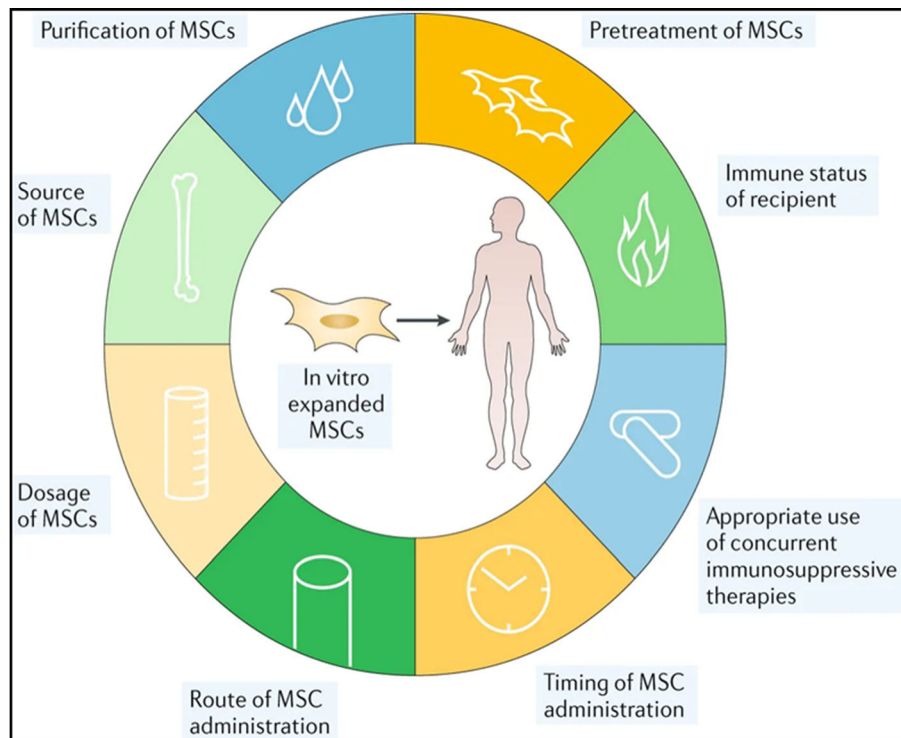 Purification of MSCs
Pretreatment of MSCs
Source
of MSCs
Immune status
of recipient
In vitro
expanded
MSCs
Dosage
of MSCs
Appropriate use
of concurrent
immunosuppressive
therapies
Route of MSC
administration
Timing of MSC
administration